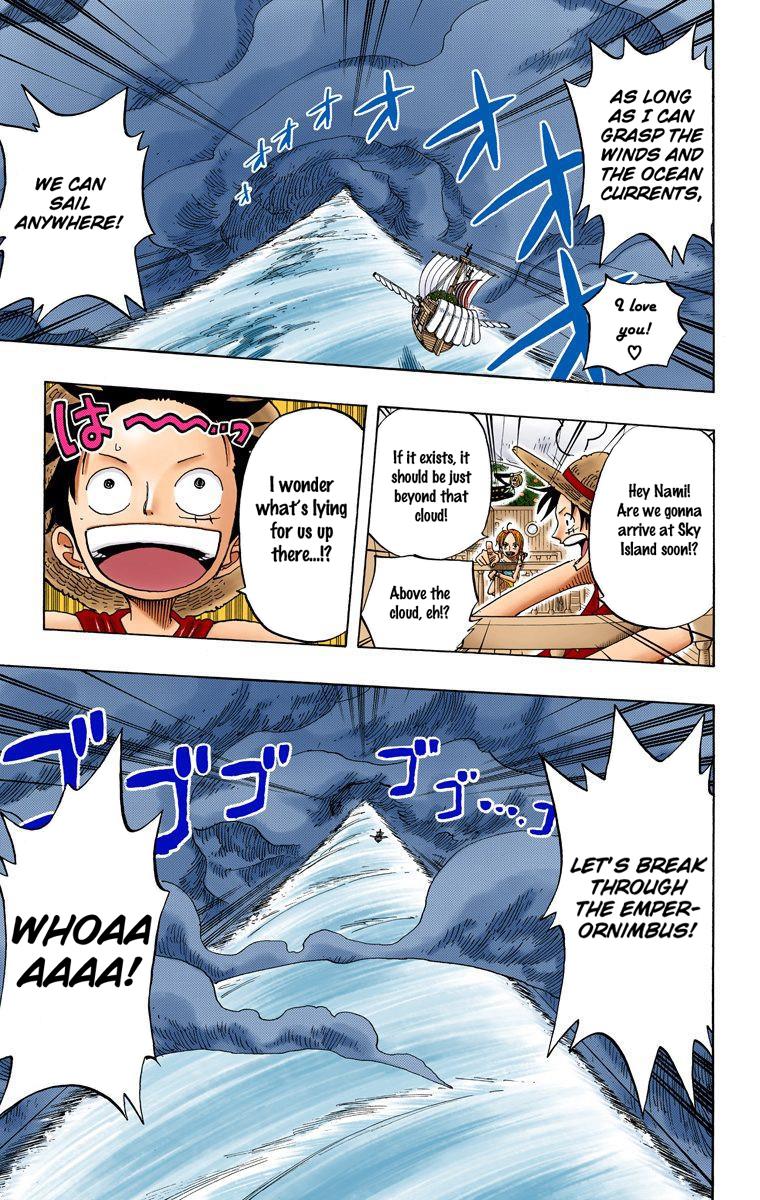 AS LONG
AS I CAN
GRASP THE
WINDS AND
THE OCEAN
CURRENTS,
I love
you!
♡
オオオオオオオオ
WE CAN
SAIL
ANYWHERE!
Hey Nami!
Are we gonna
arrive at Sky
Island soon!?
If it exists, it
should be just
beyond that
cloud!
Above the
cloud, eh!?
I wonder
what's lying
for us up
there...!?
は〜〜…っ
LET'S BREAK
THROUGH
THE EMPER-
ORNIMBUS!
ゴゴゴゴゴ…ゴ
WHOAA
AAAA!